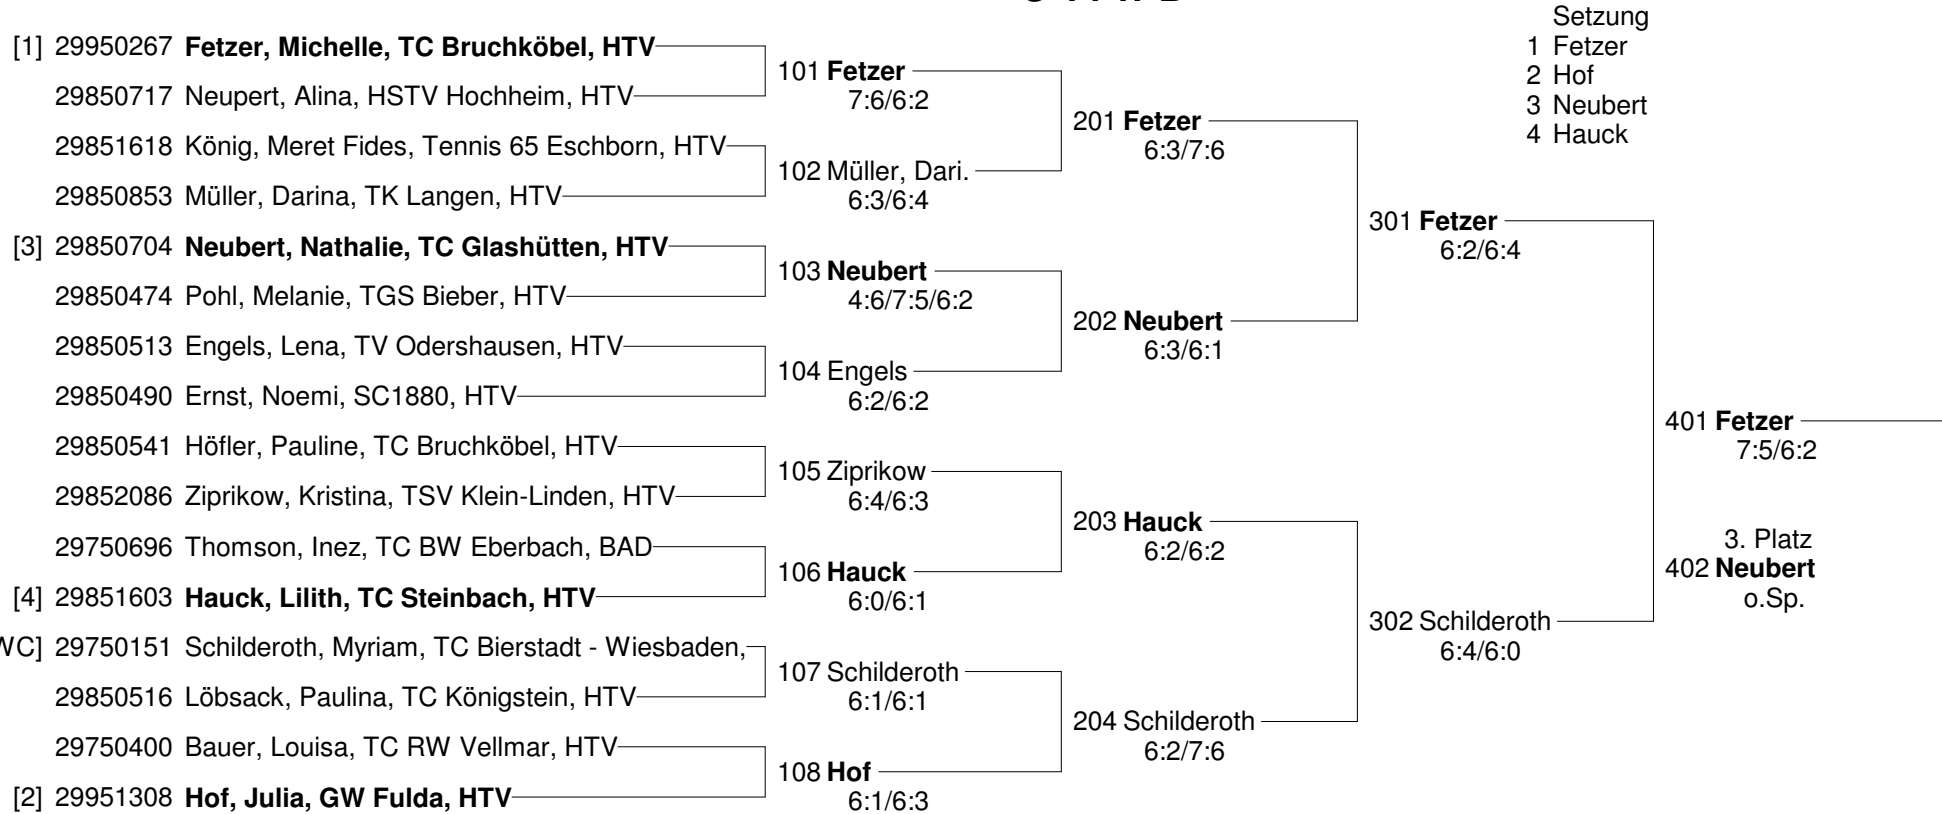 Setzung
1 Fetzer
2 Hof
3 Neubert
4 Hauck
[1] 29950267 Fetzer, Michelle, TC Bruchköbel, HTV
29850717 Neupert, Alina, HSTV Hochheim, HTV
29851618 König, Meret Fides, Tennis 65 Eschborn, HTV
29850853 Müller, Darina, TK Langen, HTV
[3] 29850704 Neubert, Nathalie, TC Glashütten, HTV
29850474 Pohl, Melanie, TGS Bieber, HTV
29850513 Engels, Lena, TV Odershausen, HTV
29850490 Ernst, Noemi, SC1880, HTV
29850541 Höfler, Pauline, TC Bruchköbel, HTV
29852086 Ziprikow, Kristina, TSV Klein-Linden, HTV
29750696 Thomson, Inez, TC BW Eberbach, BAD
[4] 29851603 Hauck, Lilith, TC Steinbach, HTV
WC] 29750151 Schilderoth, Myriam, TC Bierstadt - Wiesbaden,
29850516 Löbsack, Paulina, TC Königstein, HTV
29750400 Bauer, Louisa, TC RW Vellmar, HTV
[2] 29951308 Hof, Julia, GW Fulda, HTV
101 Fetzer
7:6/6:2
102 Müller, Dari.
6:3/6:4
103 Neubert
4:6/7:5/6:2
104 Engels
6:2/6:2
105 Ziprikow
6:4/6:3
106 Hauck
6:0/6:1
107 Schilderoth
6:1/6:1
108 Hof
6:1/6:3
201 Fetzer
6:3/7:6
202 Neubert
6:3/6:1
203 Hauck
6:2/6:2
204 Schilderoth
6:2/7:6
301 Fetzer
6:2/6:4
302 Schilderoth
6:4/6:0
401 Fetzer
7:5/6:2
3. Platz
402 Neubert
o.Sp.